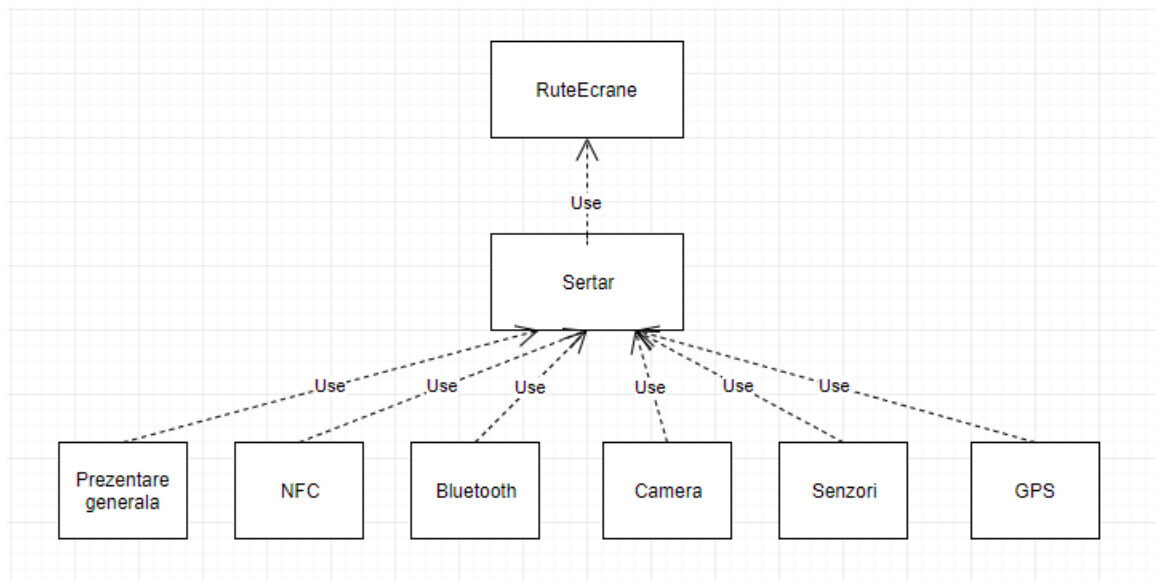 RuteEcrane
Use
Sertar
Use
Use
Use
Use
Use
Use
Prezentare
generala
NFC
Bluetooth
Camera
Senzori
GPS